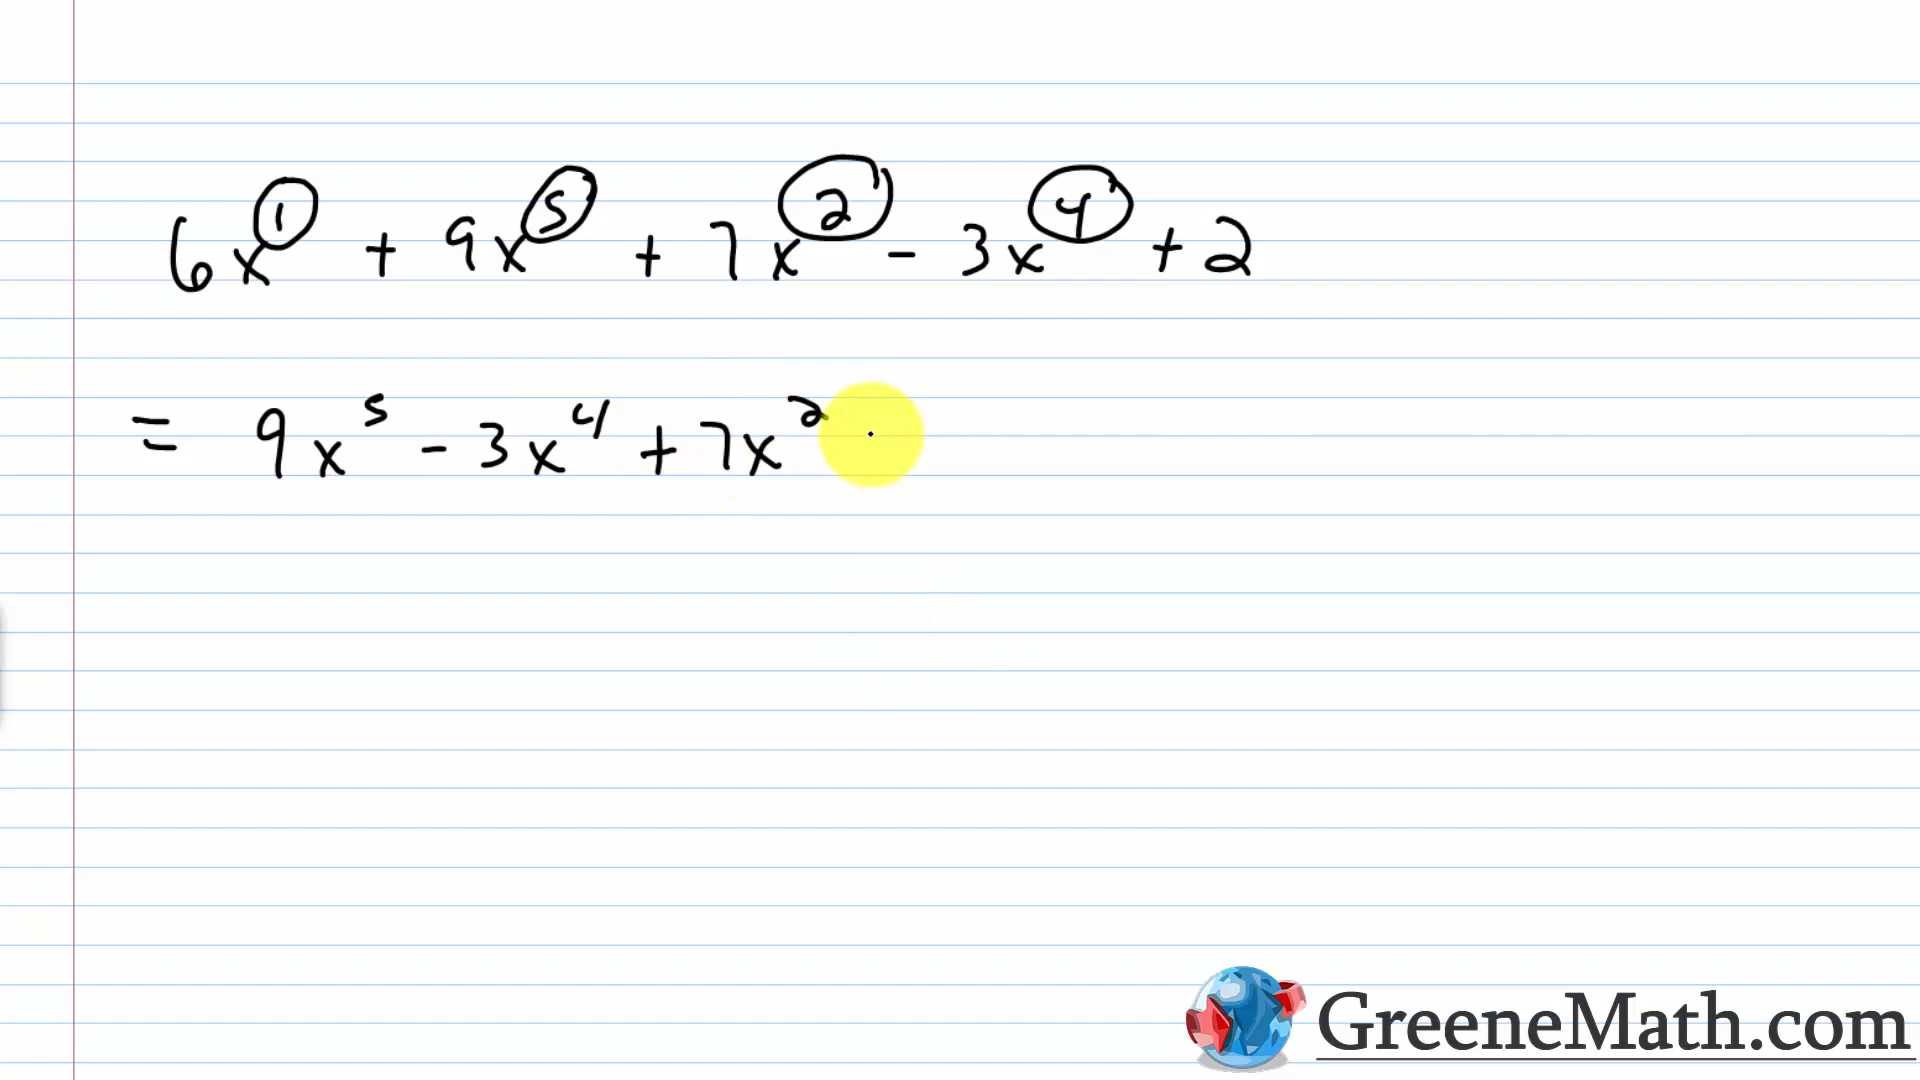 6x¹ + 9x⁵ + 7x² - 3x⁴ + 2
= 9x⁵ - 3x⁴ + 7x²
GreeneMath.com